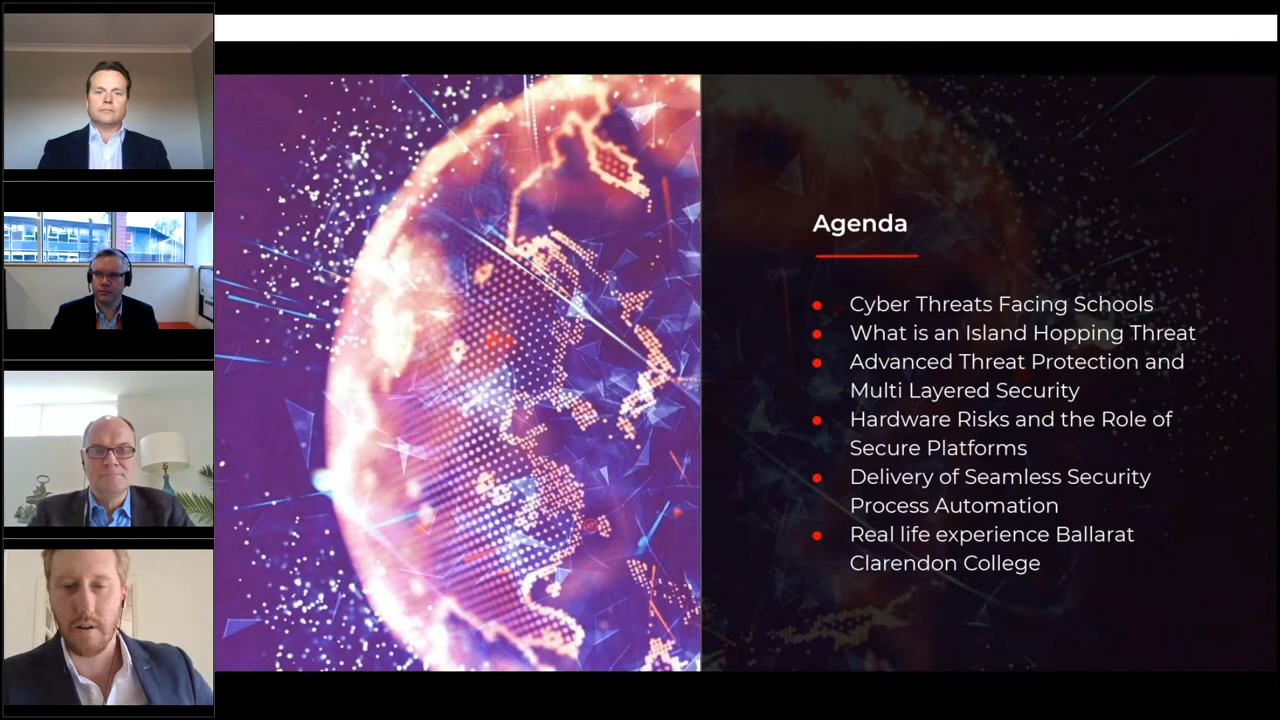 Agenda
Cyber Threats Facing Schools
What is an Island Hopping Threat
Advanced Threat Protection and
Multi Layered Security
Hardware Risks and the Role of
Secure Platforms
Delivery of Seamless Security
Process Automation
Real life experience Ballarat
Clarendon College